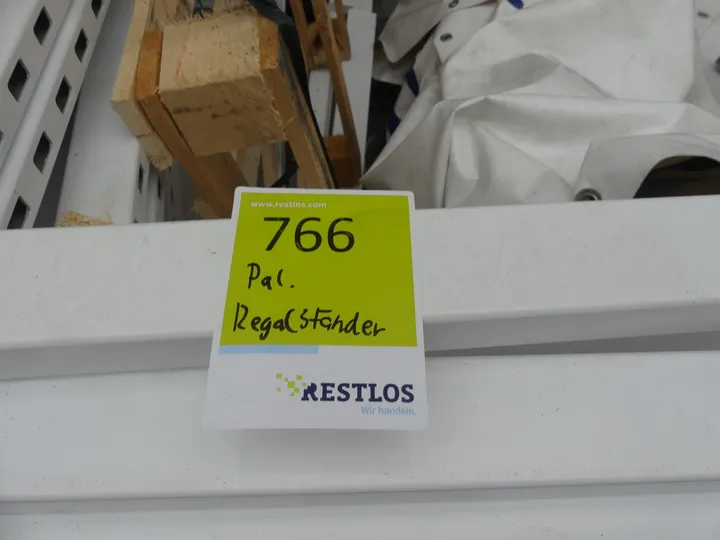 www.restlos.com
766
Pal.
Regalständer
RESTLOS
Wir handeln.